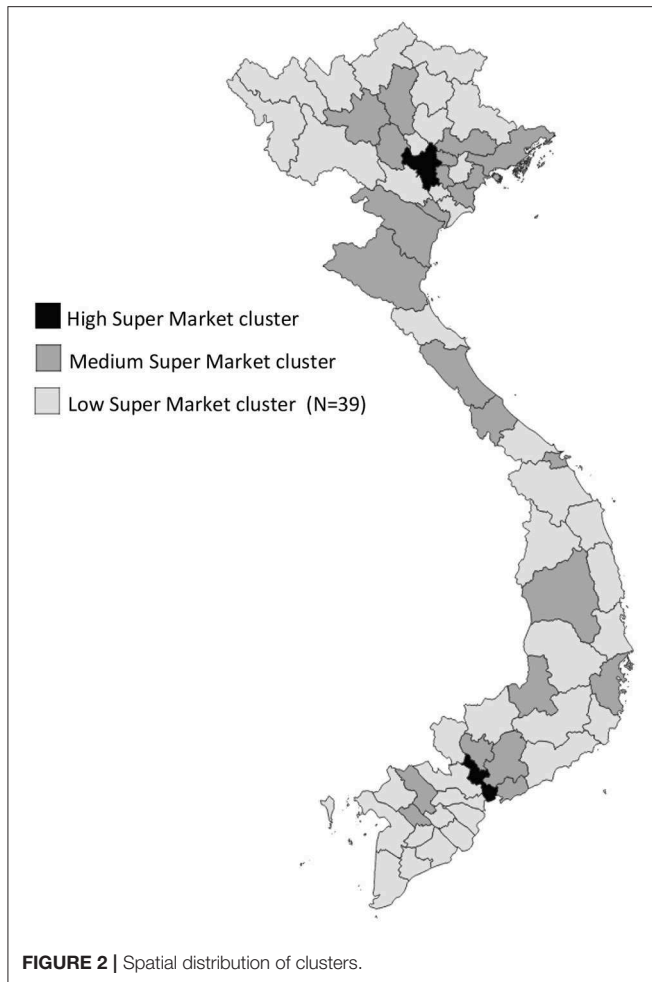 High Super Market cluster
Medium Super Market cluster
Low Super Market cluster (N=39)
FIGURE 2 | Spatial distribution of clusters.